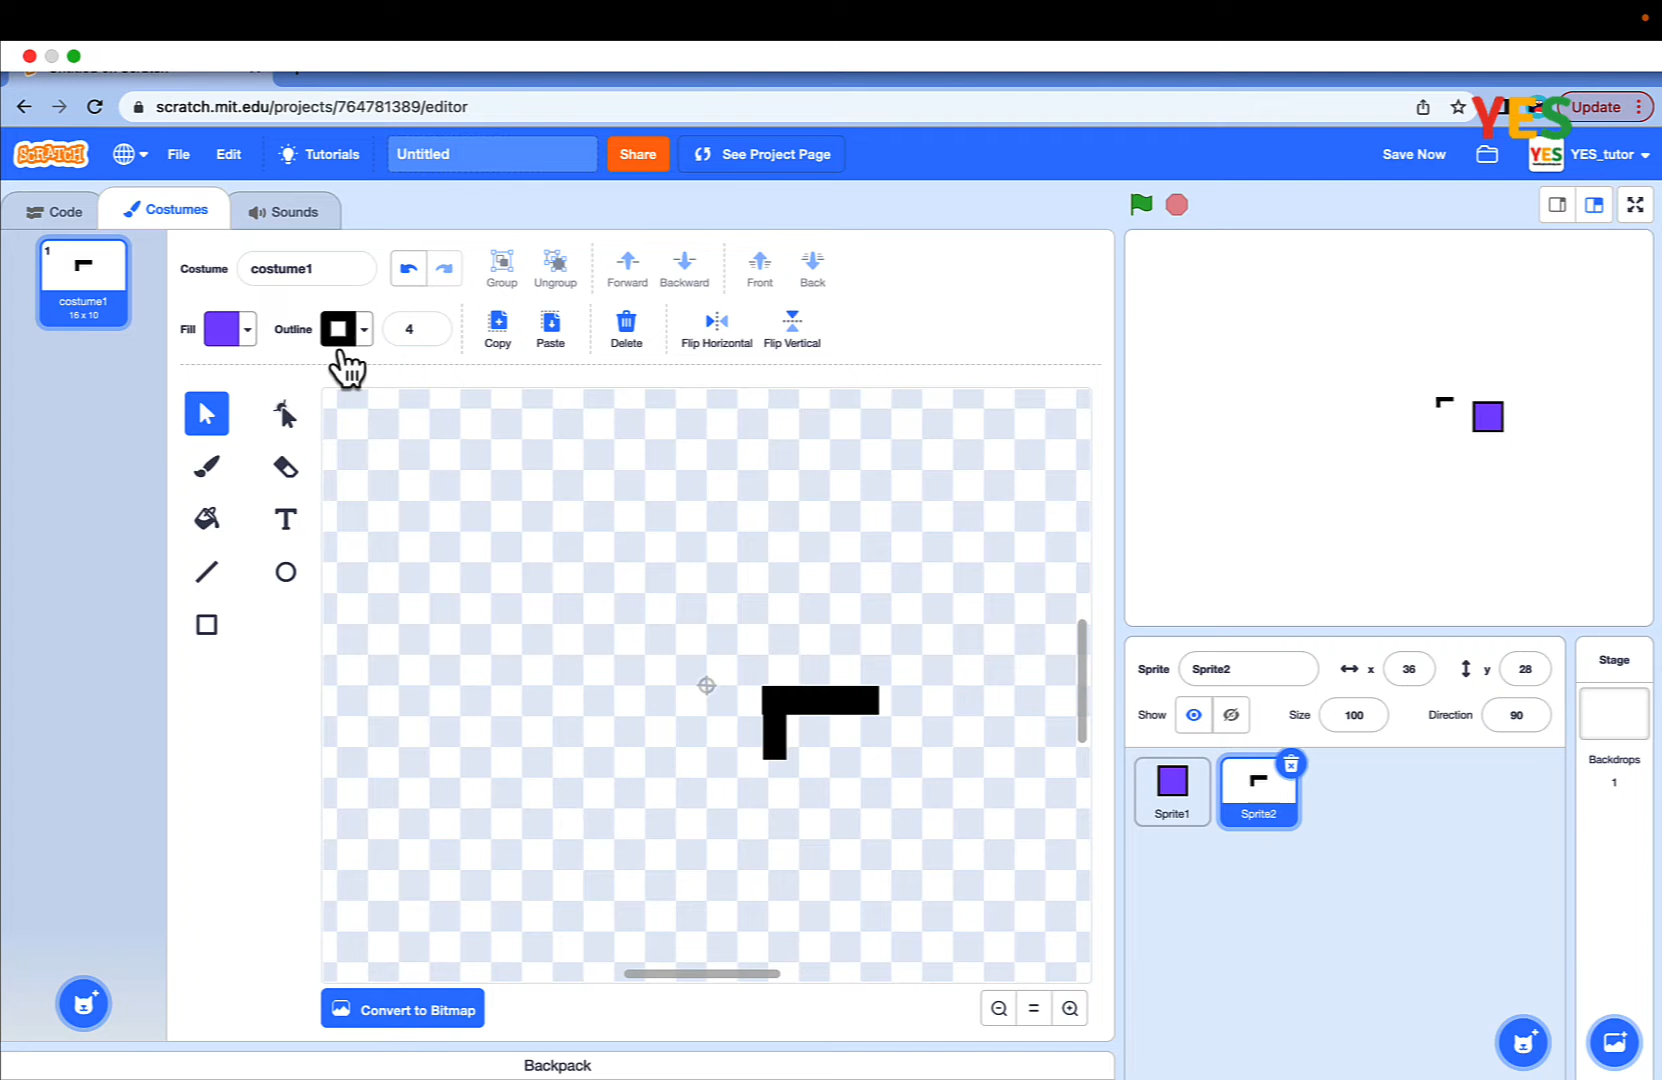 scratch.mit.edu/projects/764781389/editor
Update
YES
SCRATCH
File
Edit
Tutorials
Untitled
Share
See Project Page
Save Now
YES
YES_tutor
Code
Costumes
Sounds
1
costume1
16 x 10
Costume
costume1
Group
Ungroup
Forward
Backward
Front
Back
Fill
Outline
4
Copy
Paste
Delete
Flip Horizontal
Flip Vertical
T
Convert to Bitmap
Backpack
Sprite
Sprite2
x
36
y
28
Show
Size
100
Direction
90
Sprite1
Sprite2
Stage
Backdrops
1